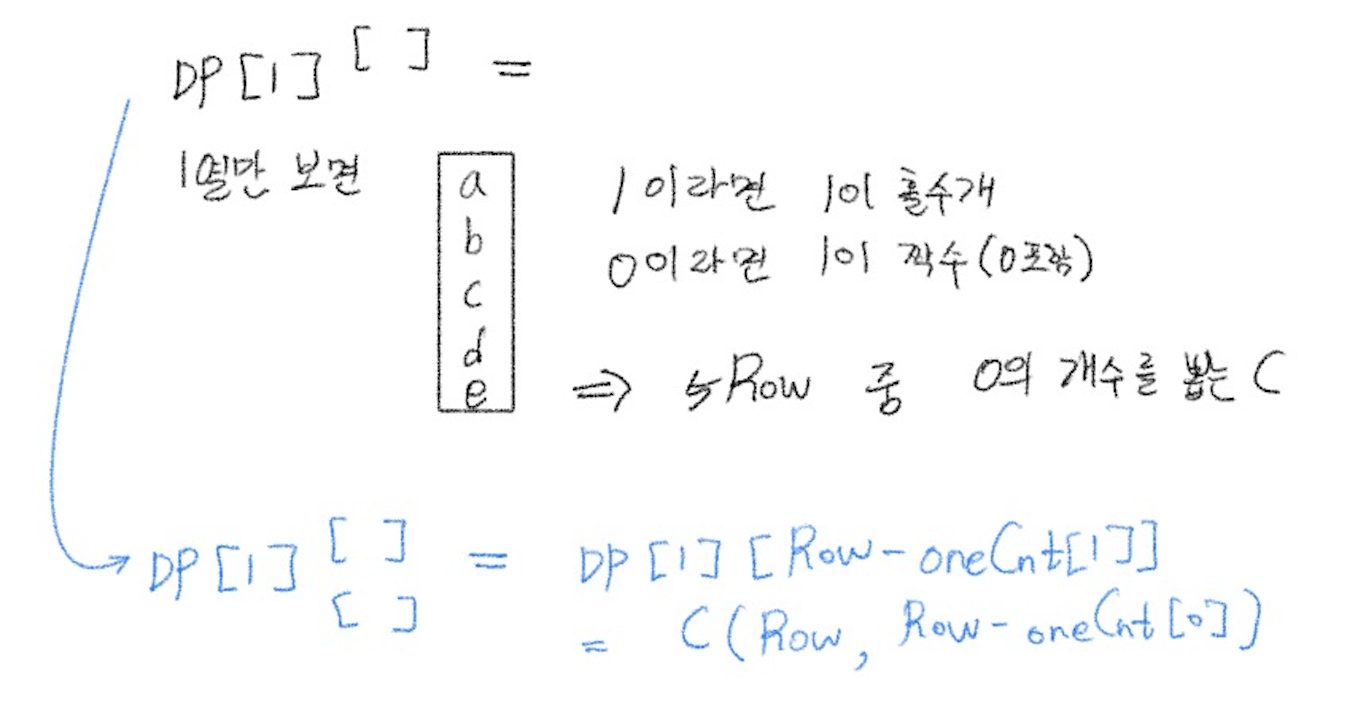 DP[1][ ] =
1열만 보면
a
b
c
d
e
1이라면 1이 홀수개
0이라면 1이 짝수(0포함)
⇒ 5Row 중 0의 개수를 뽑는 C
DP[1][ ] = DP[1][Row-oneCnt[1]]
[ ]
= C(Row, Row-oneCnt[0])